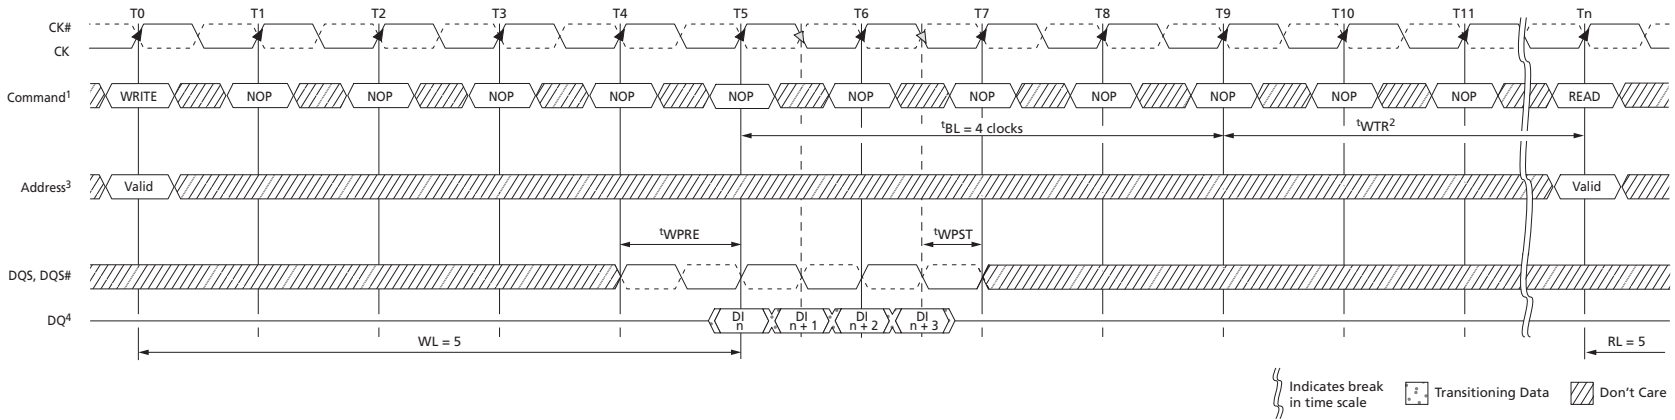 T0 T1 T2 T3 T4 T5 T6 T7 T8 T9 T10 T11 Tn
CK#
CK
Command1 WRITE NOP NOP NOP NOP NOP NOP NOP NOP NOP NOP NOP READ
tBL = 4 clocks tWTR2
Address3 Valid Valid
tWPRE tWPST
DQS, DQS#
DQ4 DI n DI n + 1 DI n + 2 DI n + 3
WL = 5 RL = 5
Indicates break in time scale Transitioning Data Don't Care